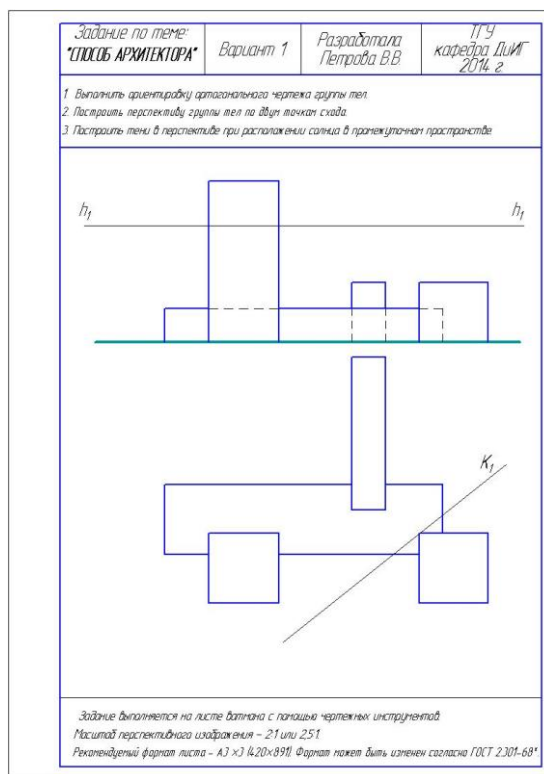 Задание по теме:
"СПОСОБ АРХИТЕКТОРА"
Вариант 1
Разработала
Петрова В.В.
ТГУ
кафедра ДиИГ
2014 г.
1. Выполнить ориентировку ортогонального чертежа группы тел.
2. Построить перспективу группы тел по двум точкам схода.
3. Построить тени в перспективе при расположении солнца в промежуточном пространстве.
h₁
h₁
K₁
Задание выполняется на листе ватмана с помощью чертежных инструментов.
Масштаб перспективного изображения – 2:1 или 2,5:1.
Рекомендуемый формат листа – А3 ×3 (420×891). Формат может быть изменен согласно ГОСТ 2.301-68*